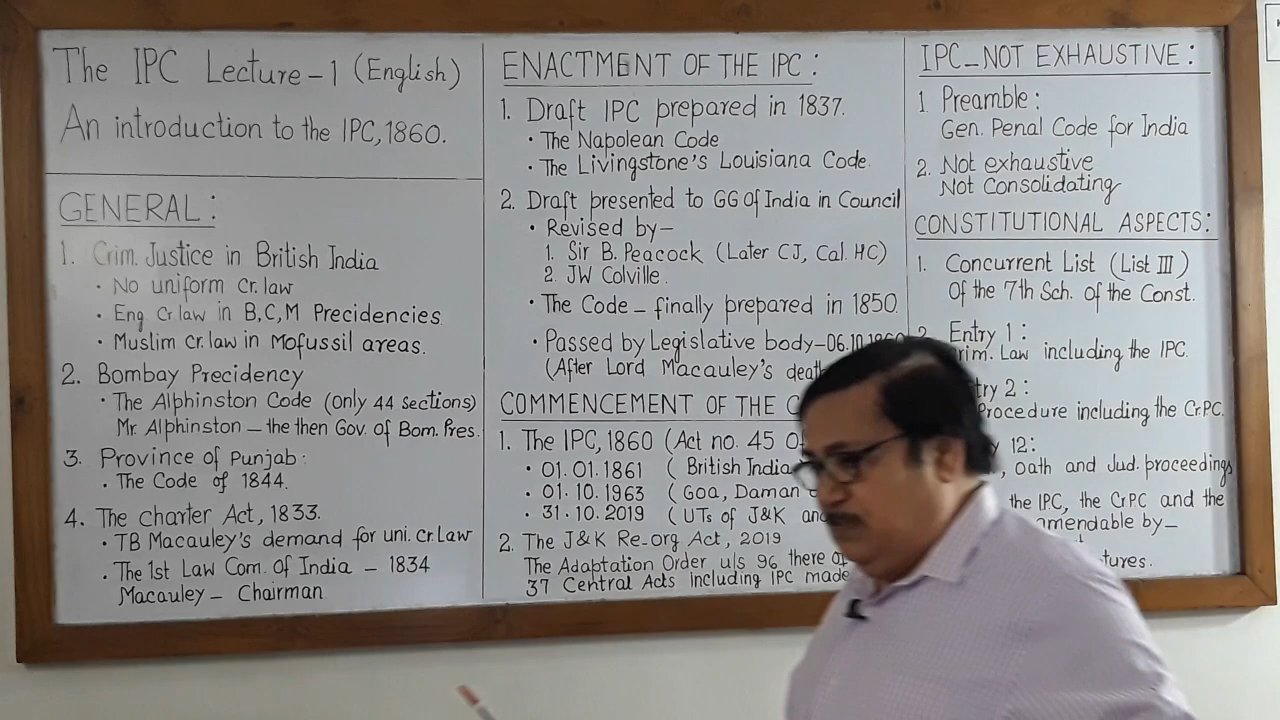 The IPC Lecture-1 (English)
An introduction to the IPC, 1860.
GENERAL:
1. Crim. Justice in British India
• No uniform Cr. law
• Eng. Cr law in B,C,M Precidencies
• Muslim cr. law in Mofussil areas.
2. Bombay Precidency
• The Alphinston Code (only 44 sections)
Mr. Alphinston – the then Gov. of Bom. Pres.
3. Province of Punjab:
• The Code of 1844.
4. The charter Act, 1833.
• TB Macauley's demand for uni. cr. Law
• The 1st Law Com. of India – 1834
Macauley – Chairman
ENACTMENT OF THE IPC:
1. Draft IPC prepared in 1837.
• The Napolean Code
• The Livingstone's Louisiana Code.
2. Draft presented to GG of India in Council
• Revised by–
1. Sir B. Peacock (Later CJ, Cal. HC)
2. JW Colville.
• The Code – finally prepared in 1850.
• Passed by Legislative body – 06.10.1860
(After Lord Macauley's death
COMMENCEMENT OF THE
1. The IPC, 1860 (Act no. 45 of
• 01.01.1861 (British India
• 01.10.1963 (Goa, Daman
• 31.10.2019 (UTs of J&K and
2. The J&K Re-org Act, 2019
The Adaptation Order u/s 96 there of
37 Central Acts including IPC made
IPC – NOT EXHAUSTIVE:
1 Preamble:
Gen. Penal Code for India
2. Not exhaustive
Not Consolidating
CONSTITUTIONAL ASPECTS:
1. Concurrent List (List III)
Of the 7th Sch. of the Const.
2. Entry 1:
Crim. Law including the IPC.
try 2:
Procedure including the Cr.P.C.
12:
, Oath and Jud. proceedings
the IPC, the CrPC and the
amendable by–
tures.